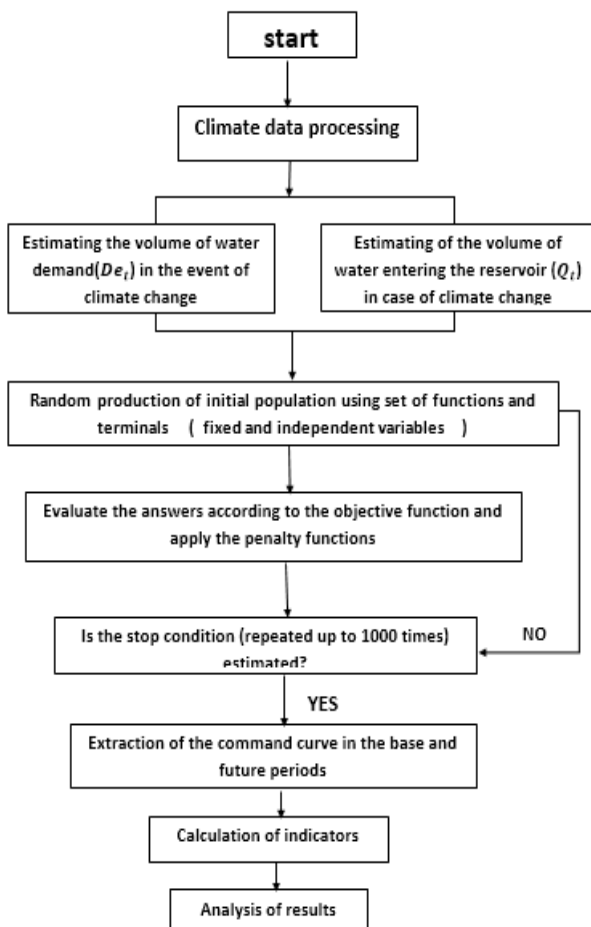 start
Climate data processing
Estimating the volume of water
demand(De_t) in the event of
climate change
Estimating of the volume of
water entering the reservoir (Q_t)
in case of climate change
Random production of initial population using set of functions and
terminals ( fixed and independent variables )
Evaluate the answers according to the objective function and
apply the penalty functions
Is the stop condition (repeated up to 1000 times)
estimated?
NO
YES
Extraction of the command curve in the base and
future periods
Calculation of indicators
Analysis of results